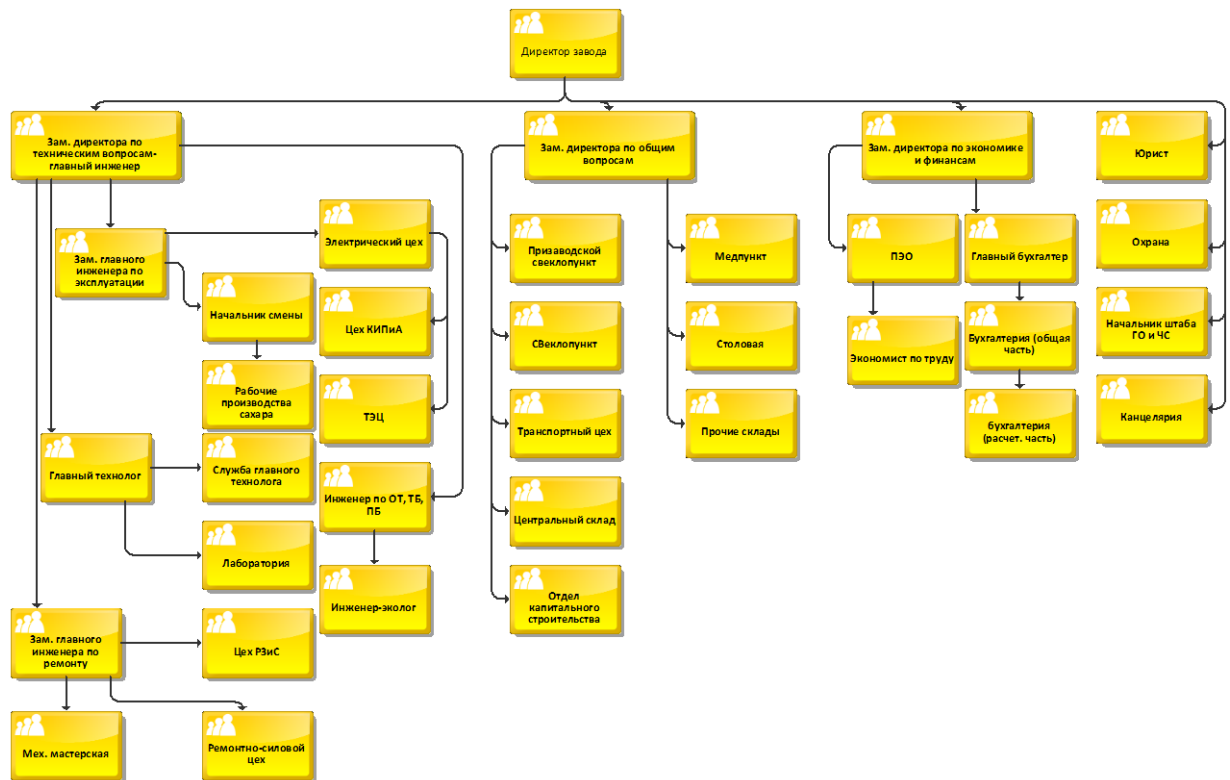 Директор завода
Зам. директора по
техническим вопросам-
главный инженер
Зам. директора по общим
вопросам
Зам. директора по экономике
и финансам
Юрист
Зам. главного
инженера по
эксплуатации
Электрический цех
Призаводской
свеклопункт
Медпункт
ПЭО
Главный бухгалтер
Охрана
Начальник смены
Цех КИПиА
СВеклопункт
Столовая
Экономист по труду
Бухгалтерия (общая
часть)
Начальник штаба
ГО и ЧС
Рабочие
производства
сахара
ТЭЦ
Транспортный цех
Прочие склады
бухгалтерия
(расчет. часть)
Канцелярия
Главный технолог
Служба главного
технолога
Инженер по ОТ, ТБ,
ПБ
Центральный склад
Лаборатория
Инженер-эколог
Отдел
капитального
строительства
Зам. главного
инженера по
ремонту
Цех РЗиС
Мех. мастерская
Ремонтно-силовой
цех